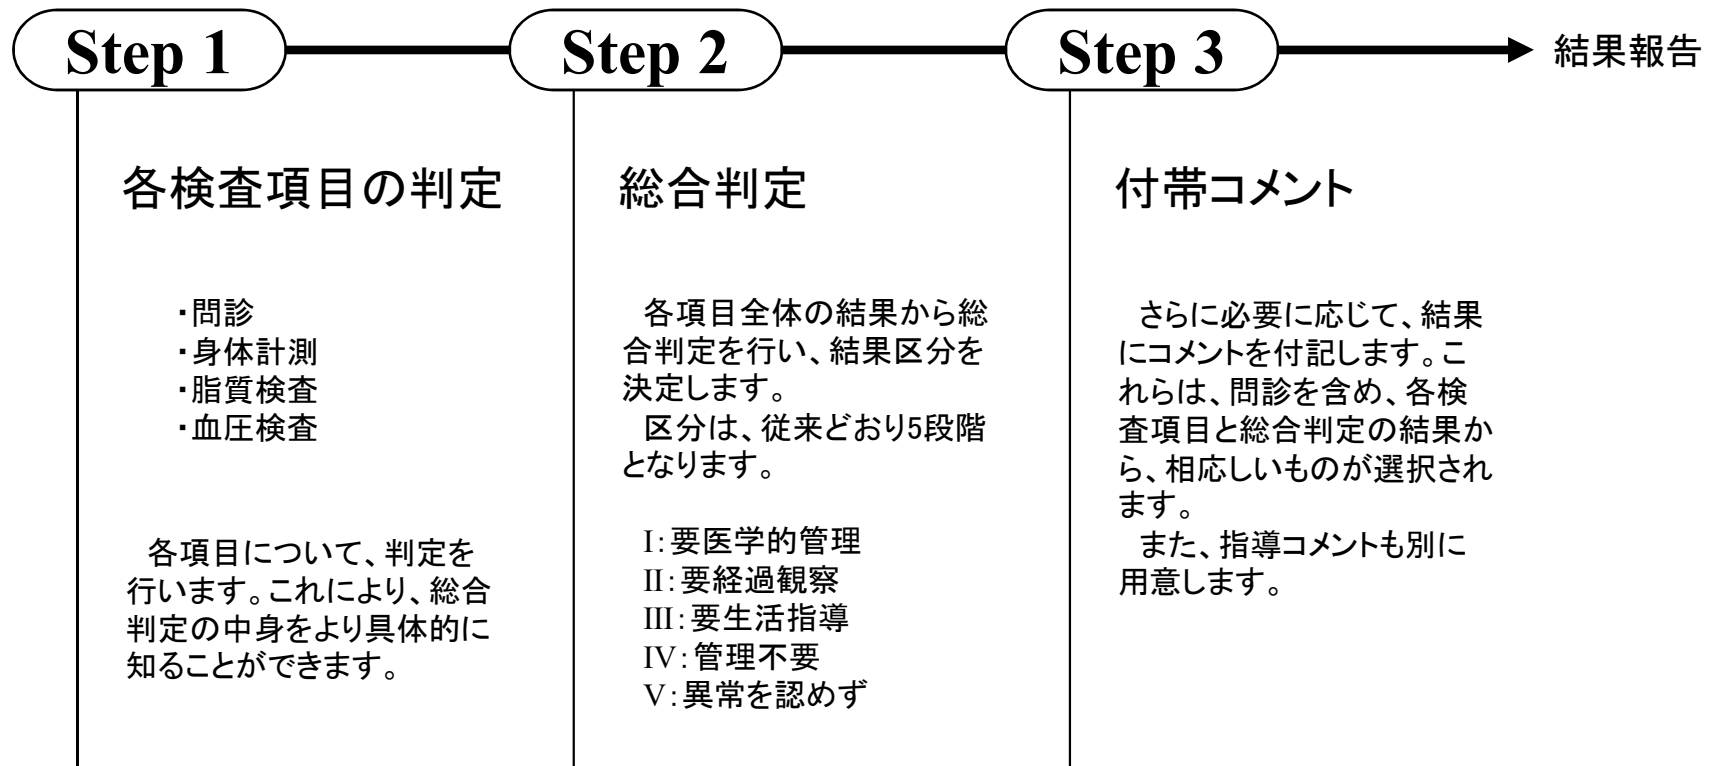 Step 1
Step 2
Step 3
結果報告
各検査項目の判定
・問診
・身体計測
・脂質検査
・血圧検査
各項目について、判定を
行います。これにより、総合
判定の中身をより具体的に
知ることができます。
総合判定
各項目全体の結果から総
合判定を行い、結果区分を
決定します。
区分は、従来どおり5段階
となります。
I：要医学的管理
II：要経過観察
III：要生活指導
IV：管理不要
V：異常を認めず
付帯コメント
さらに必要に応じて、結果
にコメントを付記します。こ
れらは、問診を含め、各検
査項目と総合判定の結果か
ら、相応しいものが選択され
ます。
また、指導コメントも別に
用意します。